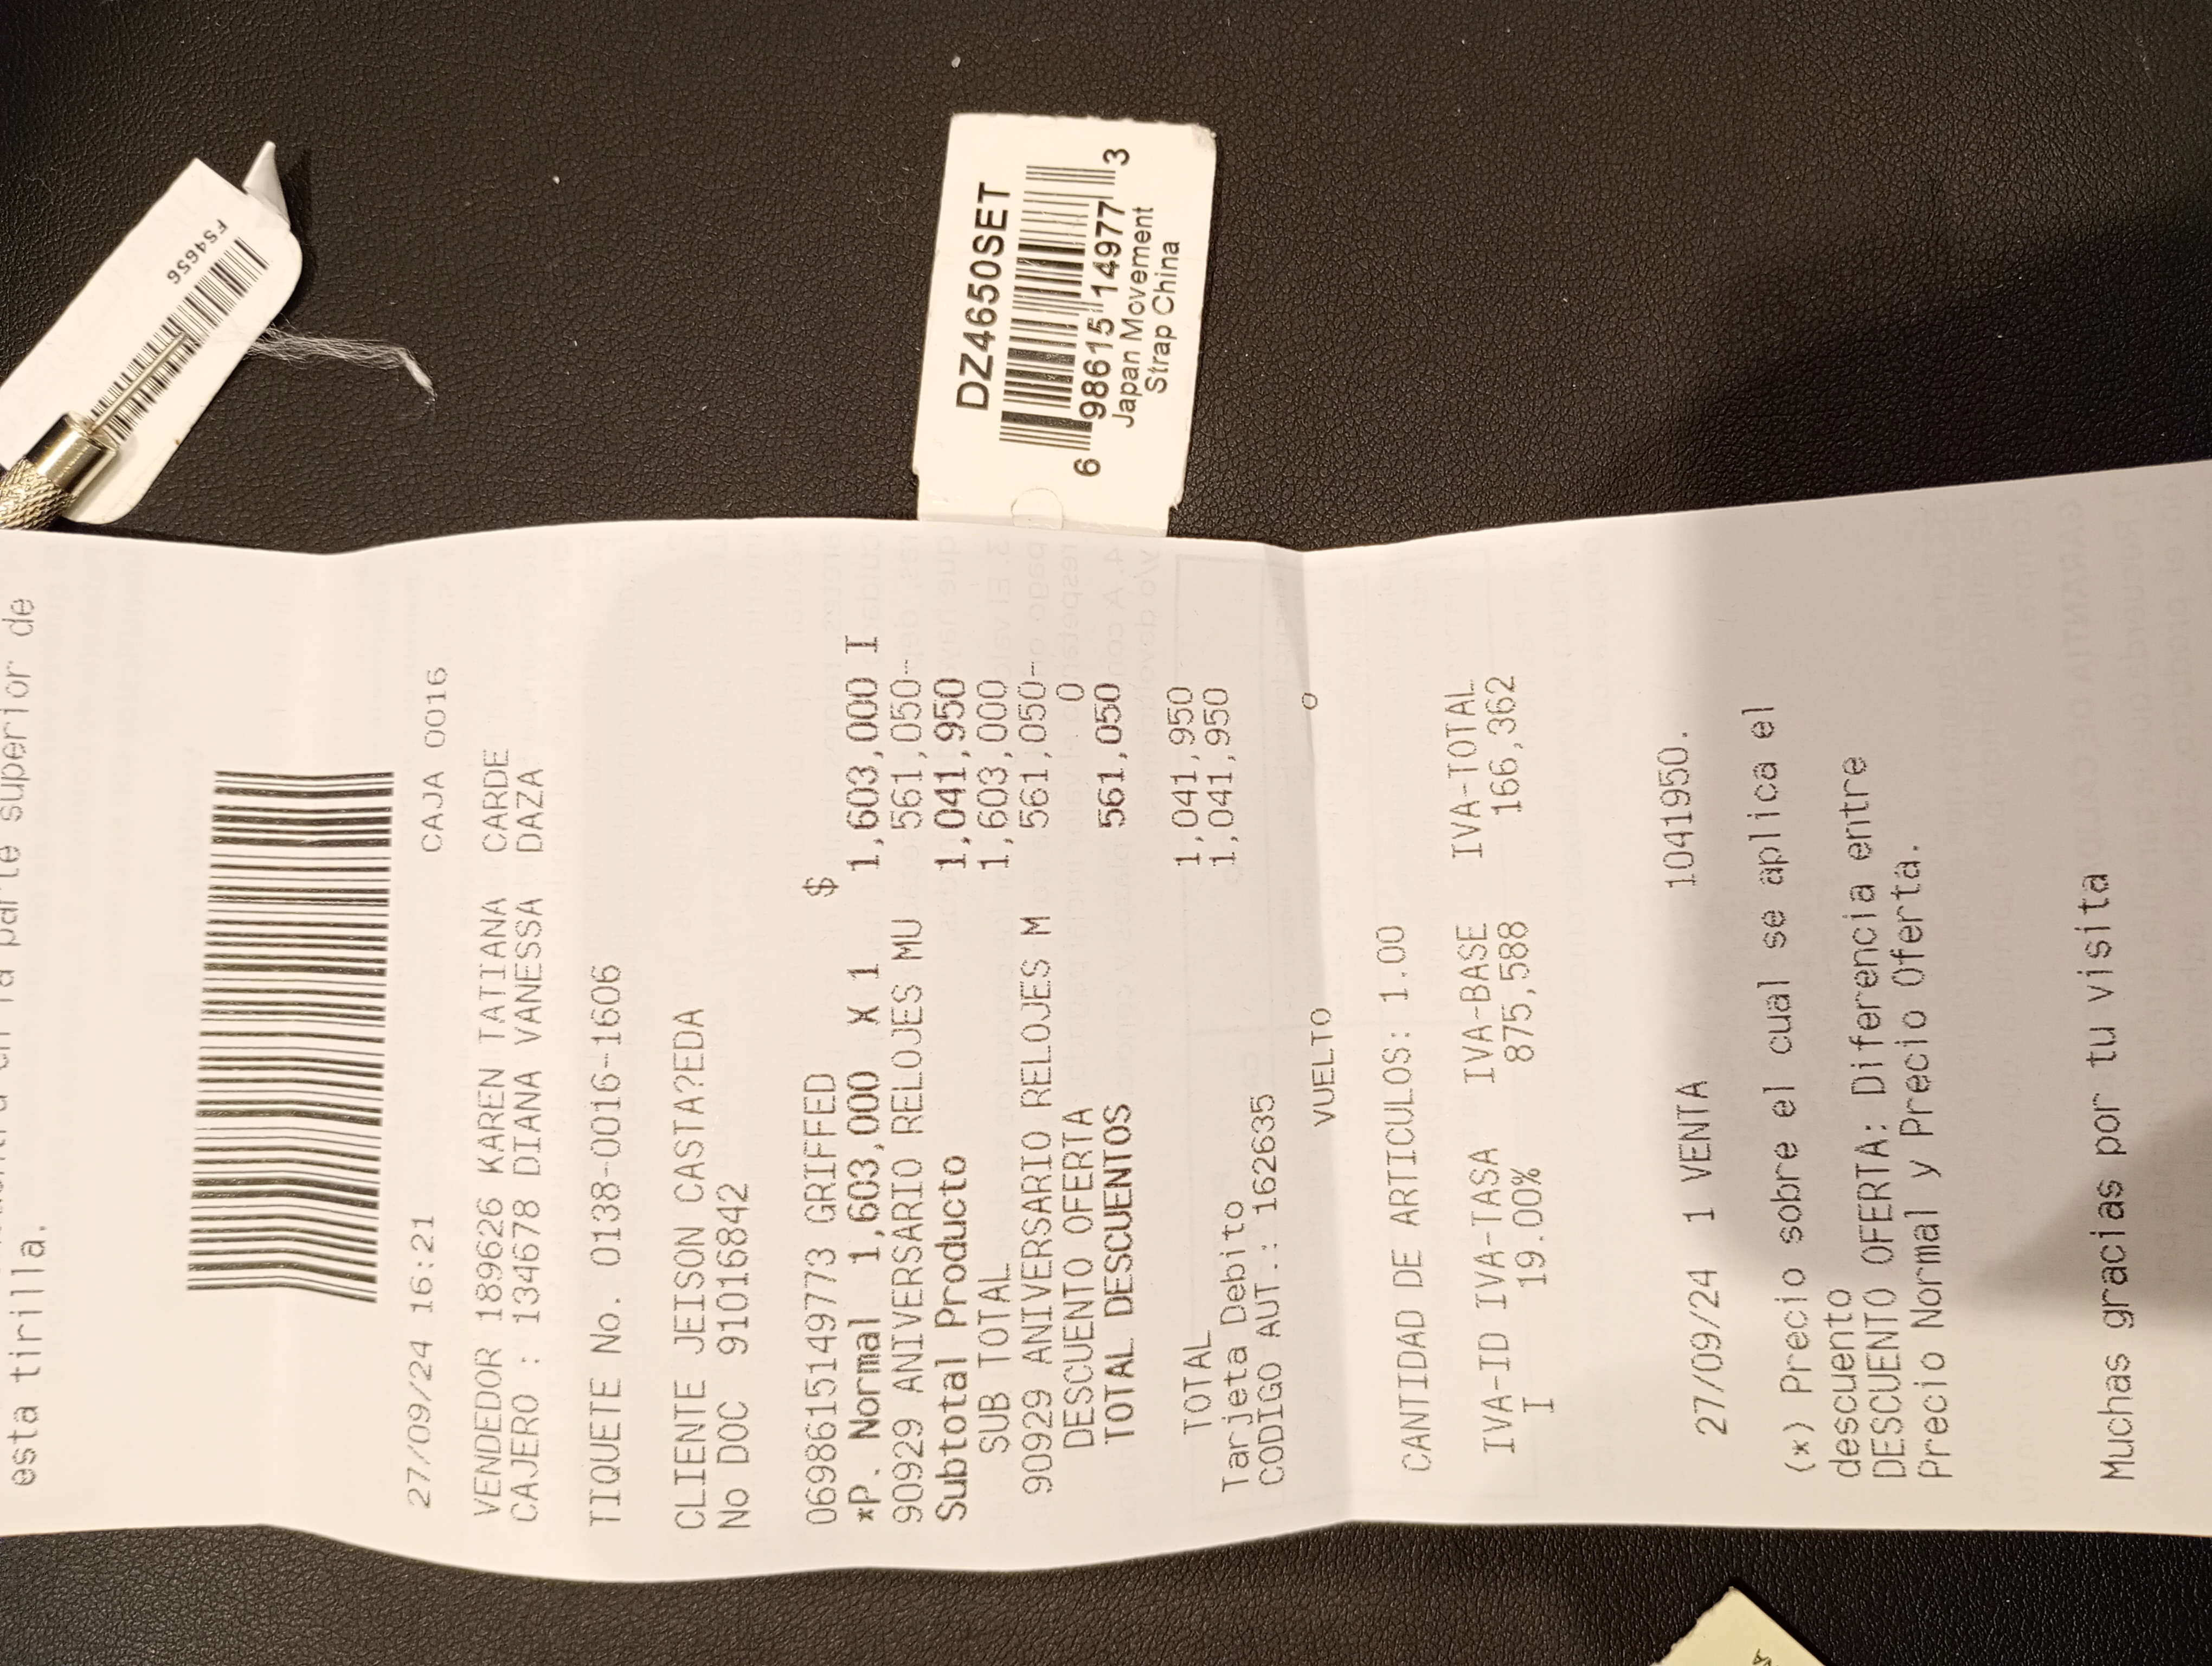 FS4656
DZ4650SET
6 98615 14977 3
Japan Movement
Strap China
parte superior de
esta tirilla.
27/09/24 16:21 CAJA 0016
VENDEDOR 189626 KAREN TATIANA CARDE
CAJERO : 134678 DIANA VANESSA DAZA
TIQUETE No. 0138-0016-1606
CLIENTE JEISON CASTA?EDA
No DOC 91016842
$
0698615149773 GRIFFED
*P. Normal 1,603,000 X 1 1,603,000 I
90929 ANIVERSARIO RELOJES MU 561,050-
Subtotal Producto 1,041,950
SUB TOTAL 1,603,000
90929 ANIVERSARIO RELOJES M 561,050-
DESCUENTO OFERTA 0
TOTAL DESCUENTOS 561,050
TOTAL 1,041,950
Tarjeta Debito 1,041,950
CODIGO AUT.: 162635
VUELTO 0
CANTIDAD DE ARTICULOS: 1.00
IVA-ID IVA-TASA IVA-BASE IVA-TOTAL
I 19.00% 875,588 166,362
27/09/24 1 VENTA 1041950.
(*) Precio sobre el cual se aplica el
descuento
DESCUENTO OFERTA: Diferencia entre
Precio Normal y Precio Oferta.
Muchas gracias por tu visita